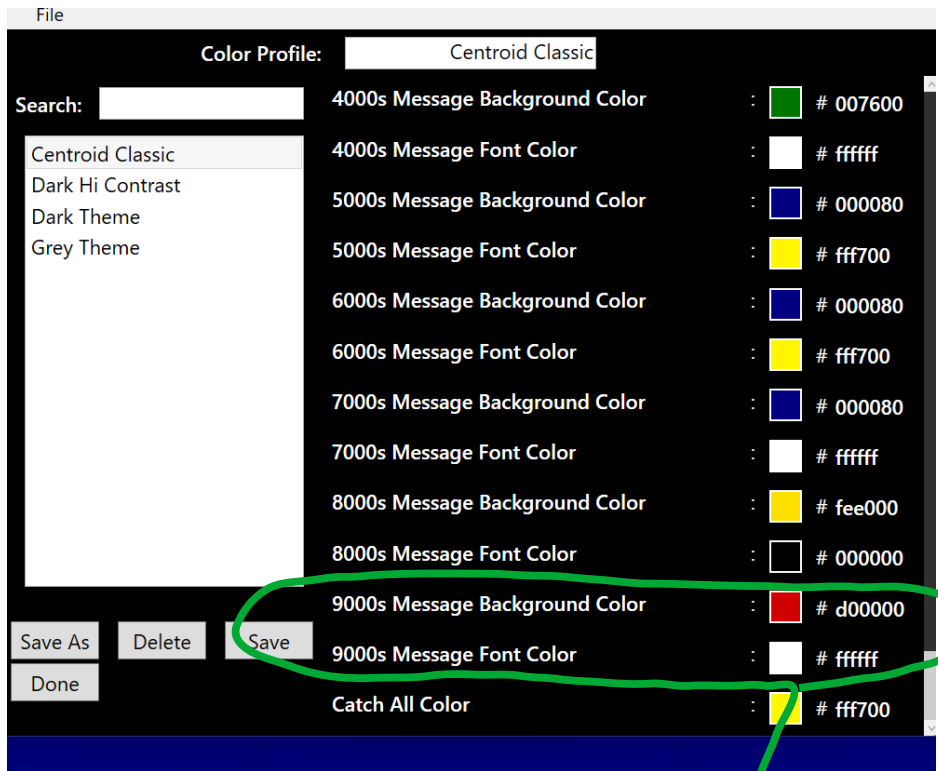 File
Color Profile: Centroid Classic
Search:
Centroid Classic
Dark Hi Contrast
Dark Theme
Grey Theme
Save As Delete Save
Done
4000s Message Background Color : # 007600
4000s Message Font Color : # ffffff
5000s Message Background Color : # 000080
5000s Message Font Color : # fff700
6000s Message Background Color : # 000080
6000s Message Font Color : # fff700
7000s Message Background Color : # 000080
7000s Message Font Color : # ffffff
8000s Message Background Color : # fee000
8000s Message Font Color : # 000000
9000s Message Background Color : # d00000
9000s Message Font Color : # ffffff
Catch All Color : # fff700